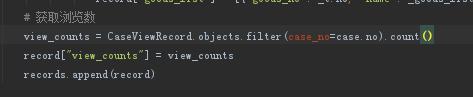 # 获取浏览数
view_counts = CaseViewRecord.objects.filter(case_no=case.no).count()
record["view_counts"] = view_counts
records.append(record)